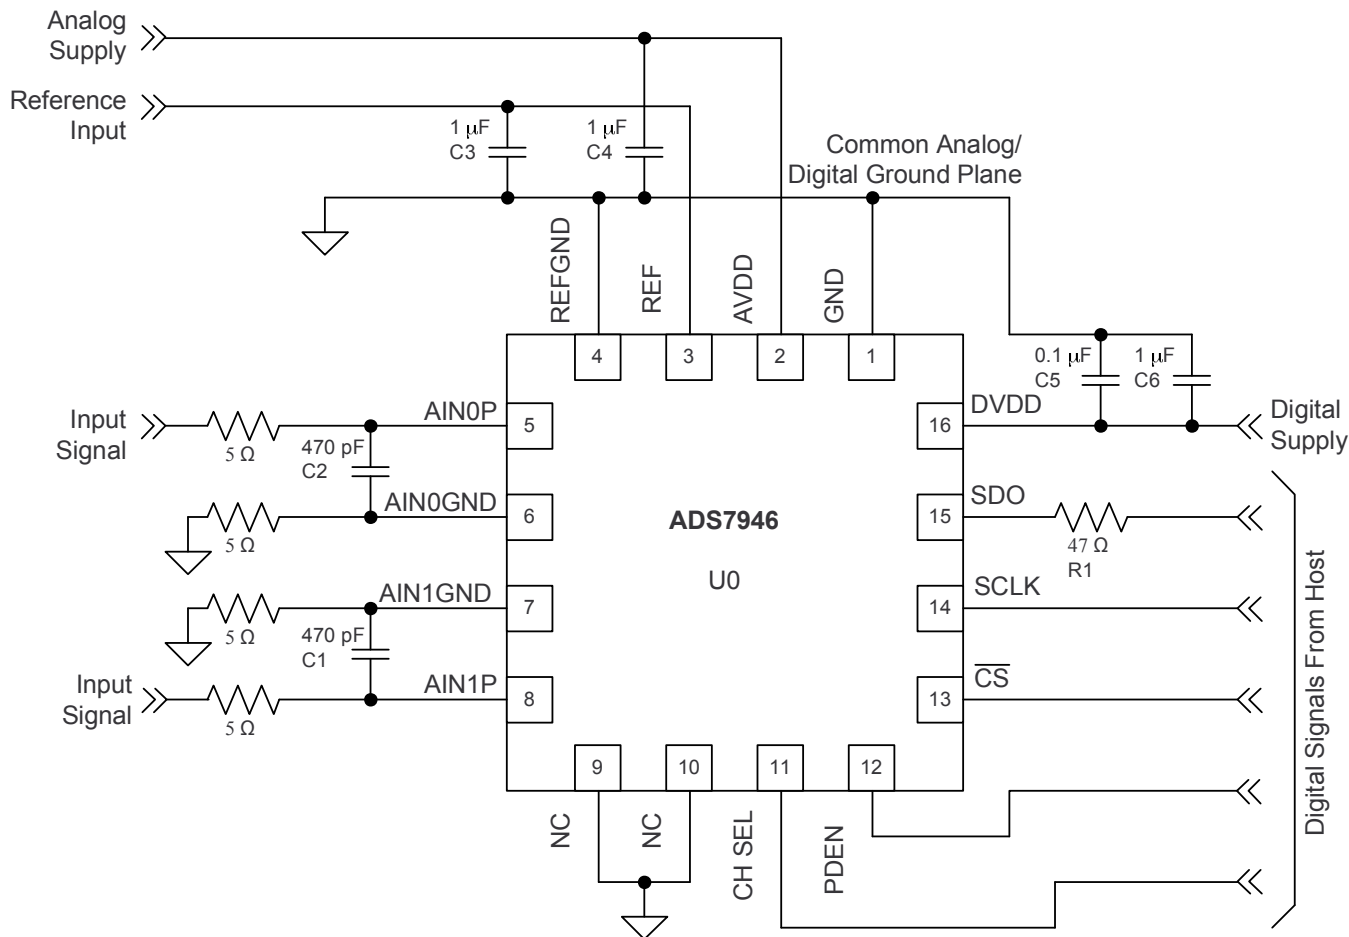 Analog
Supply
Reference
Input
1 μF
C3
1 μF
C4
Common Analog/
Digital Ground Plane
REFGND
REF
AVDD
GND
4
3
2
1
0.1 μF
C5
1 μF
C6
Input
Signal
5 Ω
470 pF
C2
AIN0P
5
DVDD
16
Digital
Supply
5 Ω
AIN0GND
6
ADS7946
U0
SDO
15
47 Ω
R1
5 Ω
470 pF
C1
AIN1GND
7
SCLK
14
Input
Signal
5 Ω
AIN1P
8
CS
13
9
10
11
12
NC
NC
CH SEL
PDEN
Digital Signals From Host